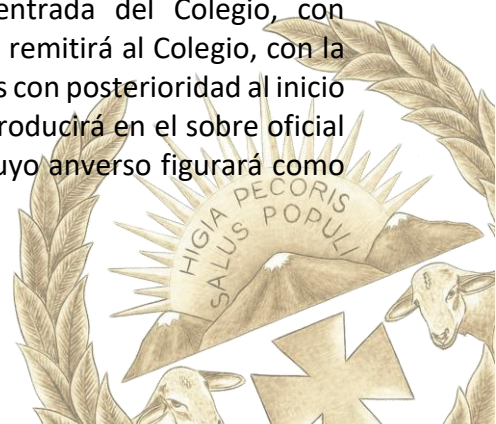 entrada del Colegio, con
remitirá al Colegio, con la
s con posterioridad al inicio
roducirá en el sobre oficial
uyo anverso figurará como
HIGIA PECORIS
SALUS POPULI